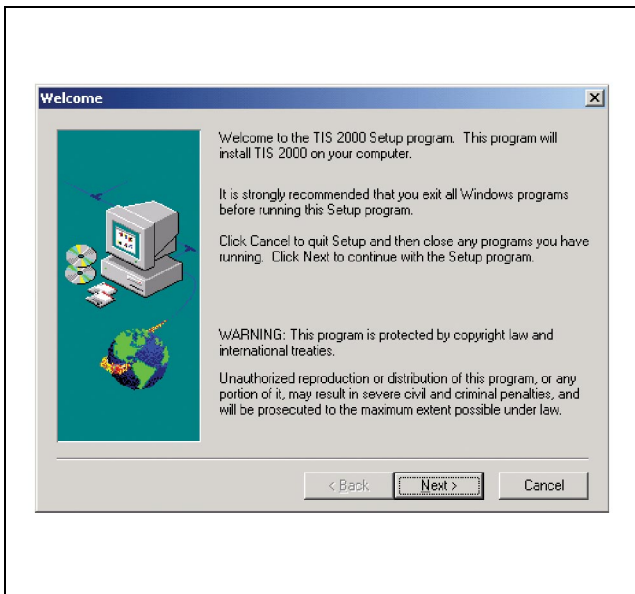 Welcome
Welcome to the TIS 2000 Setup program. This program will
install TIS 2000 on your computer.
It is strongly recommended that you exit all Windows programs
before running this Setup program.
Click Cancel to quit Setup and then close any programs you have
running. Click Next to continue with the Setup program.
WARNING: This program is protected by copyright law and
international treaties.
Unauthorized reproduction or distribution of this program, or any
portion of it, may result in severe civil and criminal penalties, and
will be prosecuted to the maximum extent possible under law.
< Back Next > Cancel